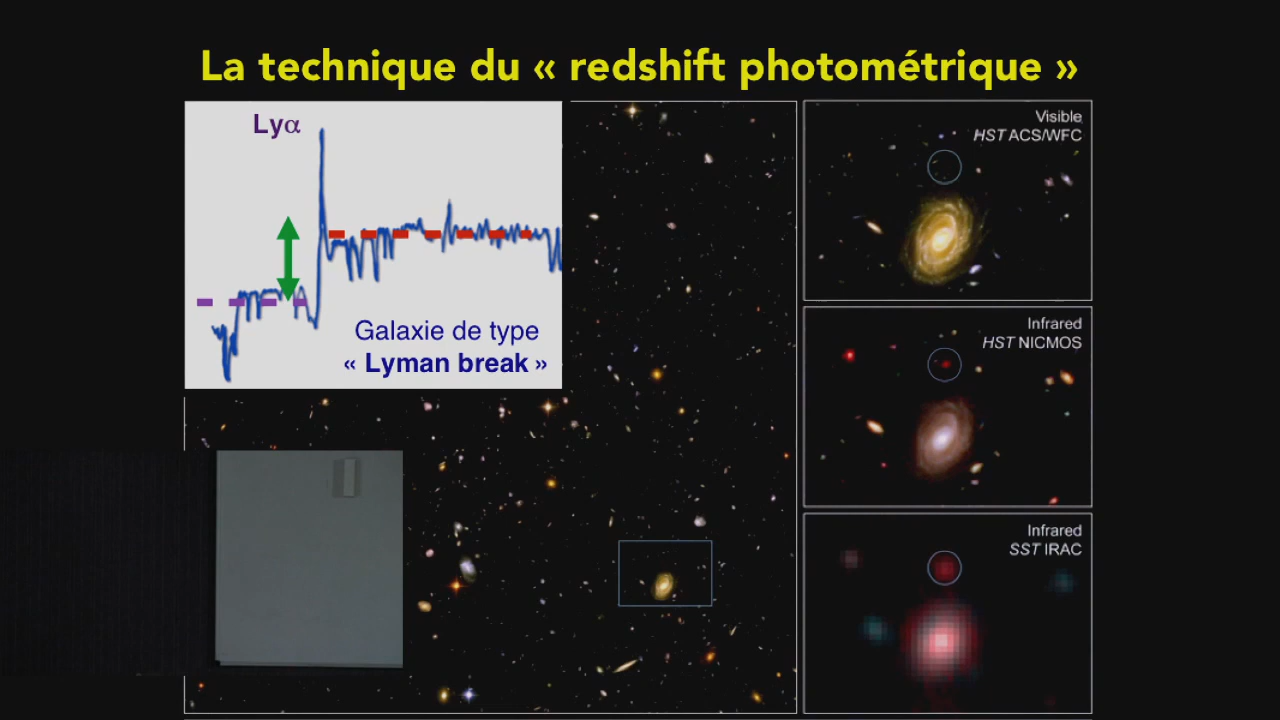 La technique du « redshift photométrique »
Lyα
Galaxie de type
« Lyman break »
Visible
HST ACS/WFC
Infrared
HST NICMOS
Infrared
SST IRAC